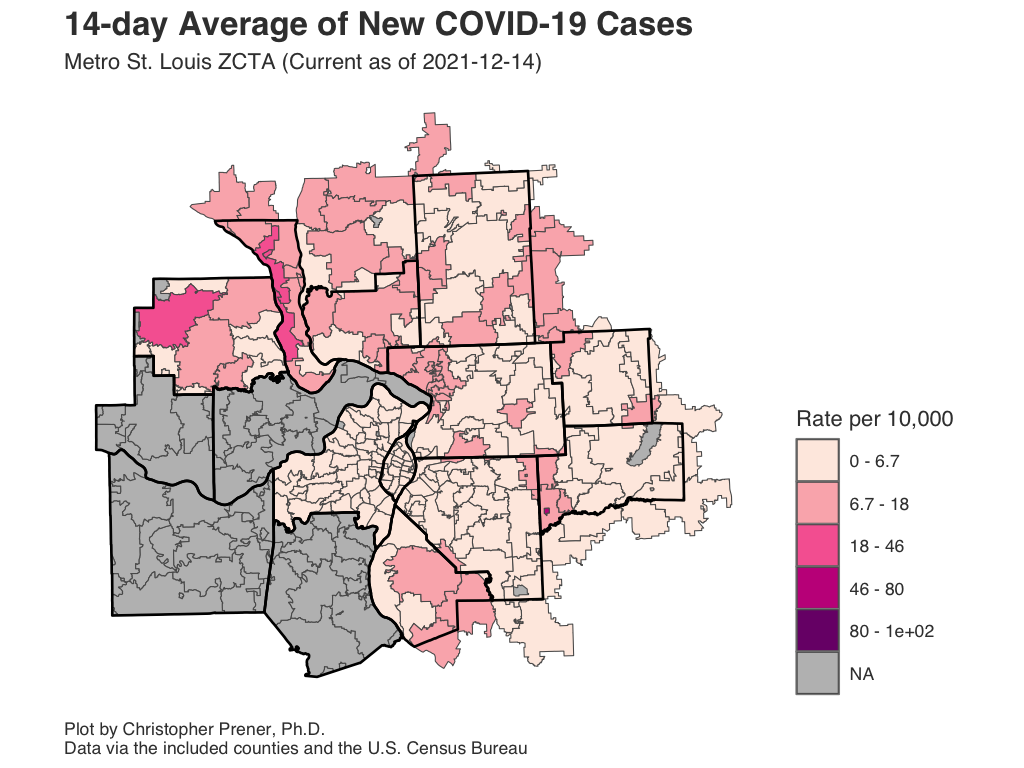 14-day Average of New COVID-19 Cases
Metro St. Louis ZCTA (Current as of 2021-12-14)
Rate per 10,000
0 - 6.7
6.7 - 18
18 - 46
46 - 80
80 - 1e+02
NA
Plot by Christopher Prener, Ph.D.
Data via the included counties and the U.S. Census Bureau